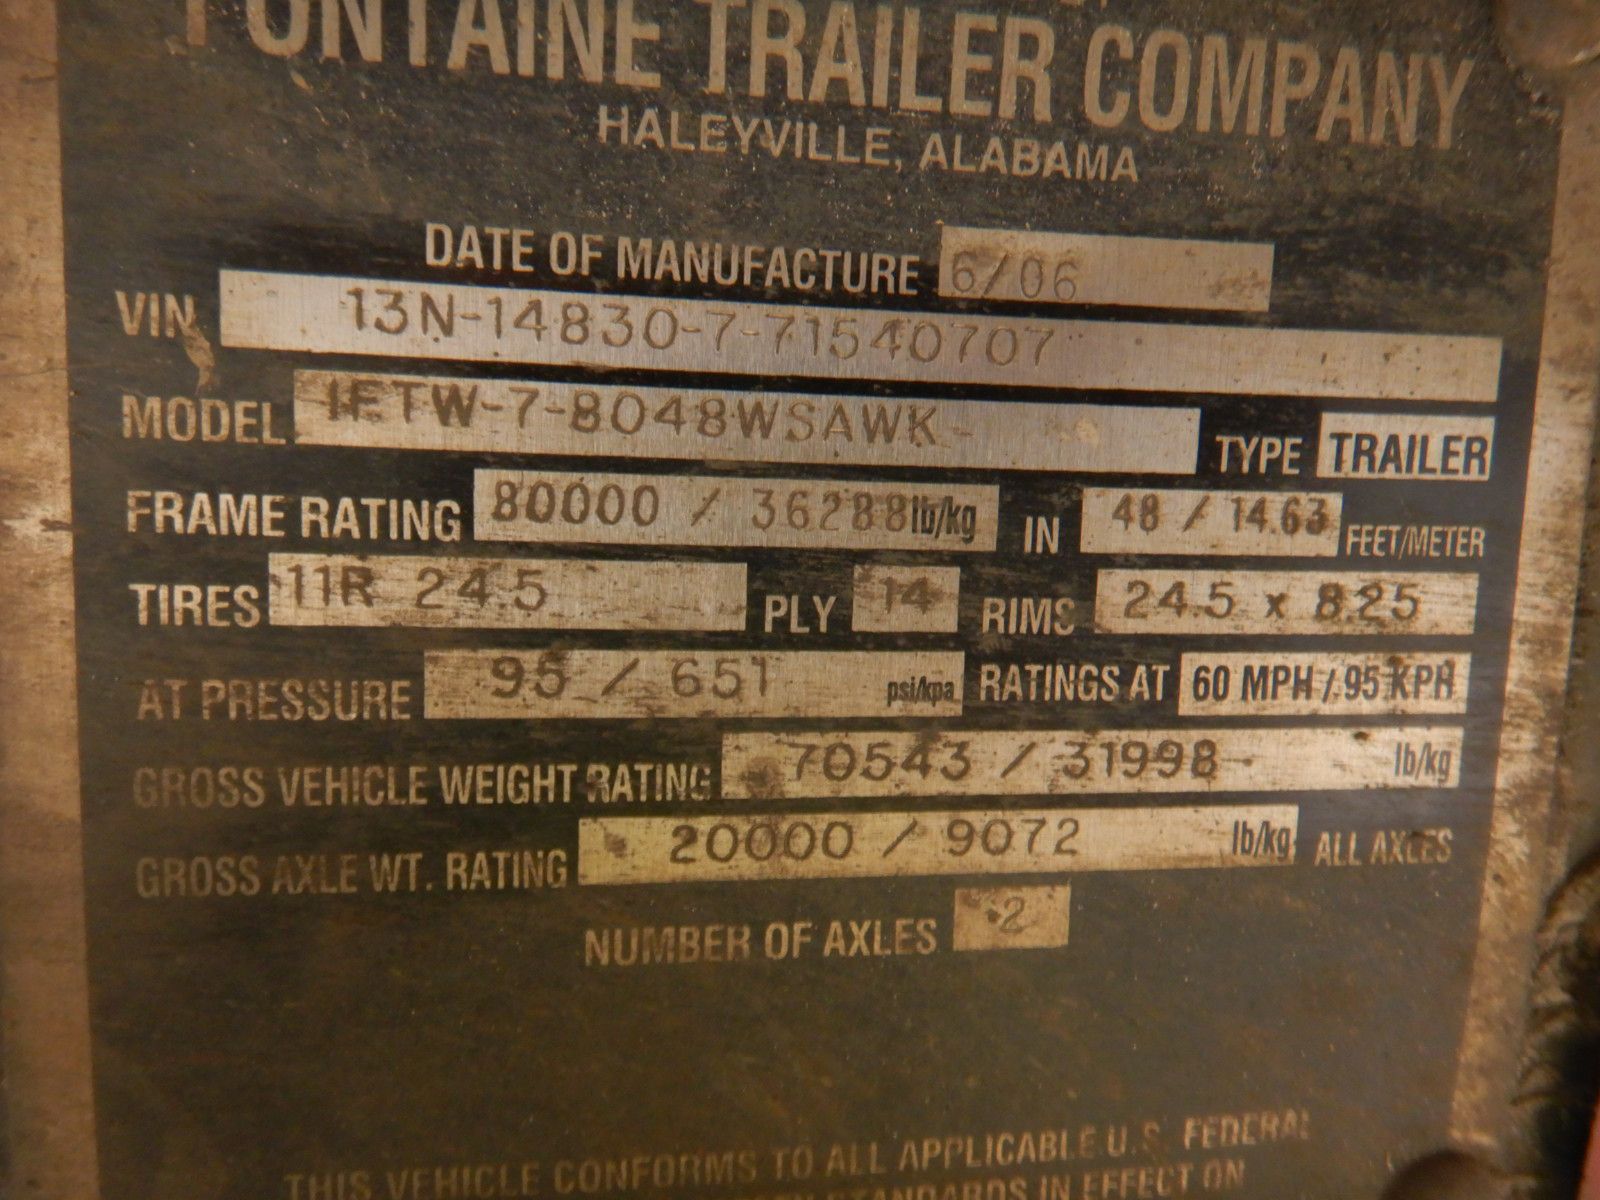 FONTAINE TRAILER COMPANY
HALEYVILLE, ALABAMA
DATE OF MANUFACTURE 6/06
VIN 13N-14830-7-71540707
MODEL IFTW-7-8048WSAWK- TYPE TRAILER
FRAME RATING 80000 / 36288 lb/kg IN 48 / 14.63 FEET/METER
TIRES 11R 24.5 PLY 14 RIMS 24.5 x 8.25
AT PRESSURE 95 / 651 psi/kpa RATINGS AT 60 MPH / 95 KPH
GROSS VEHICLE WEIGHT RATING 70543 / 31998 lb/kg
GROSS AXLE WT. RATING 20000 / 9072 lb/kg ALL AXLES
NUMBER OF AXLES 2
THIS VEHICLE CONFORMS TO ALL APPLICABLE U.S. FEDERAL
STANDARDS IN EFFECT ON